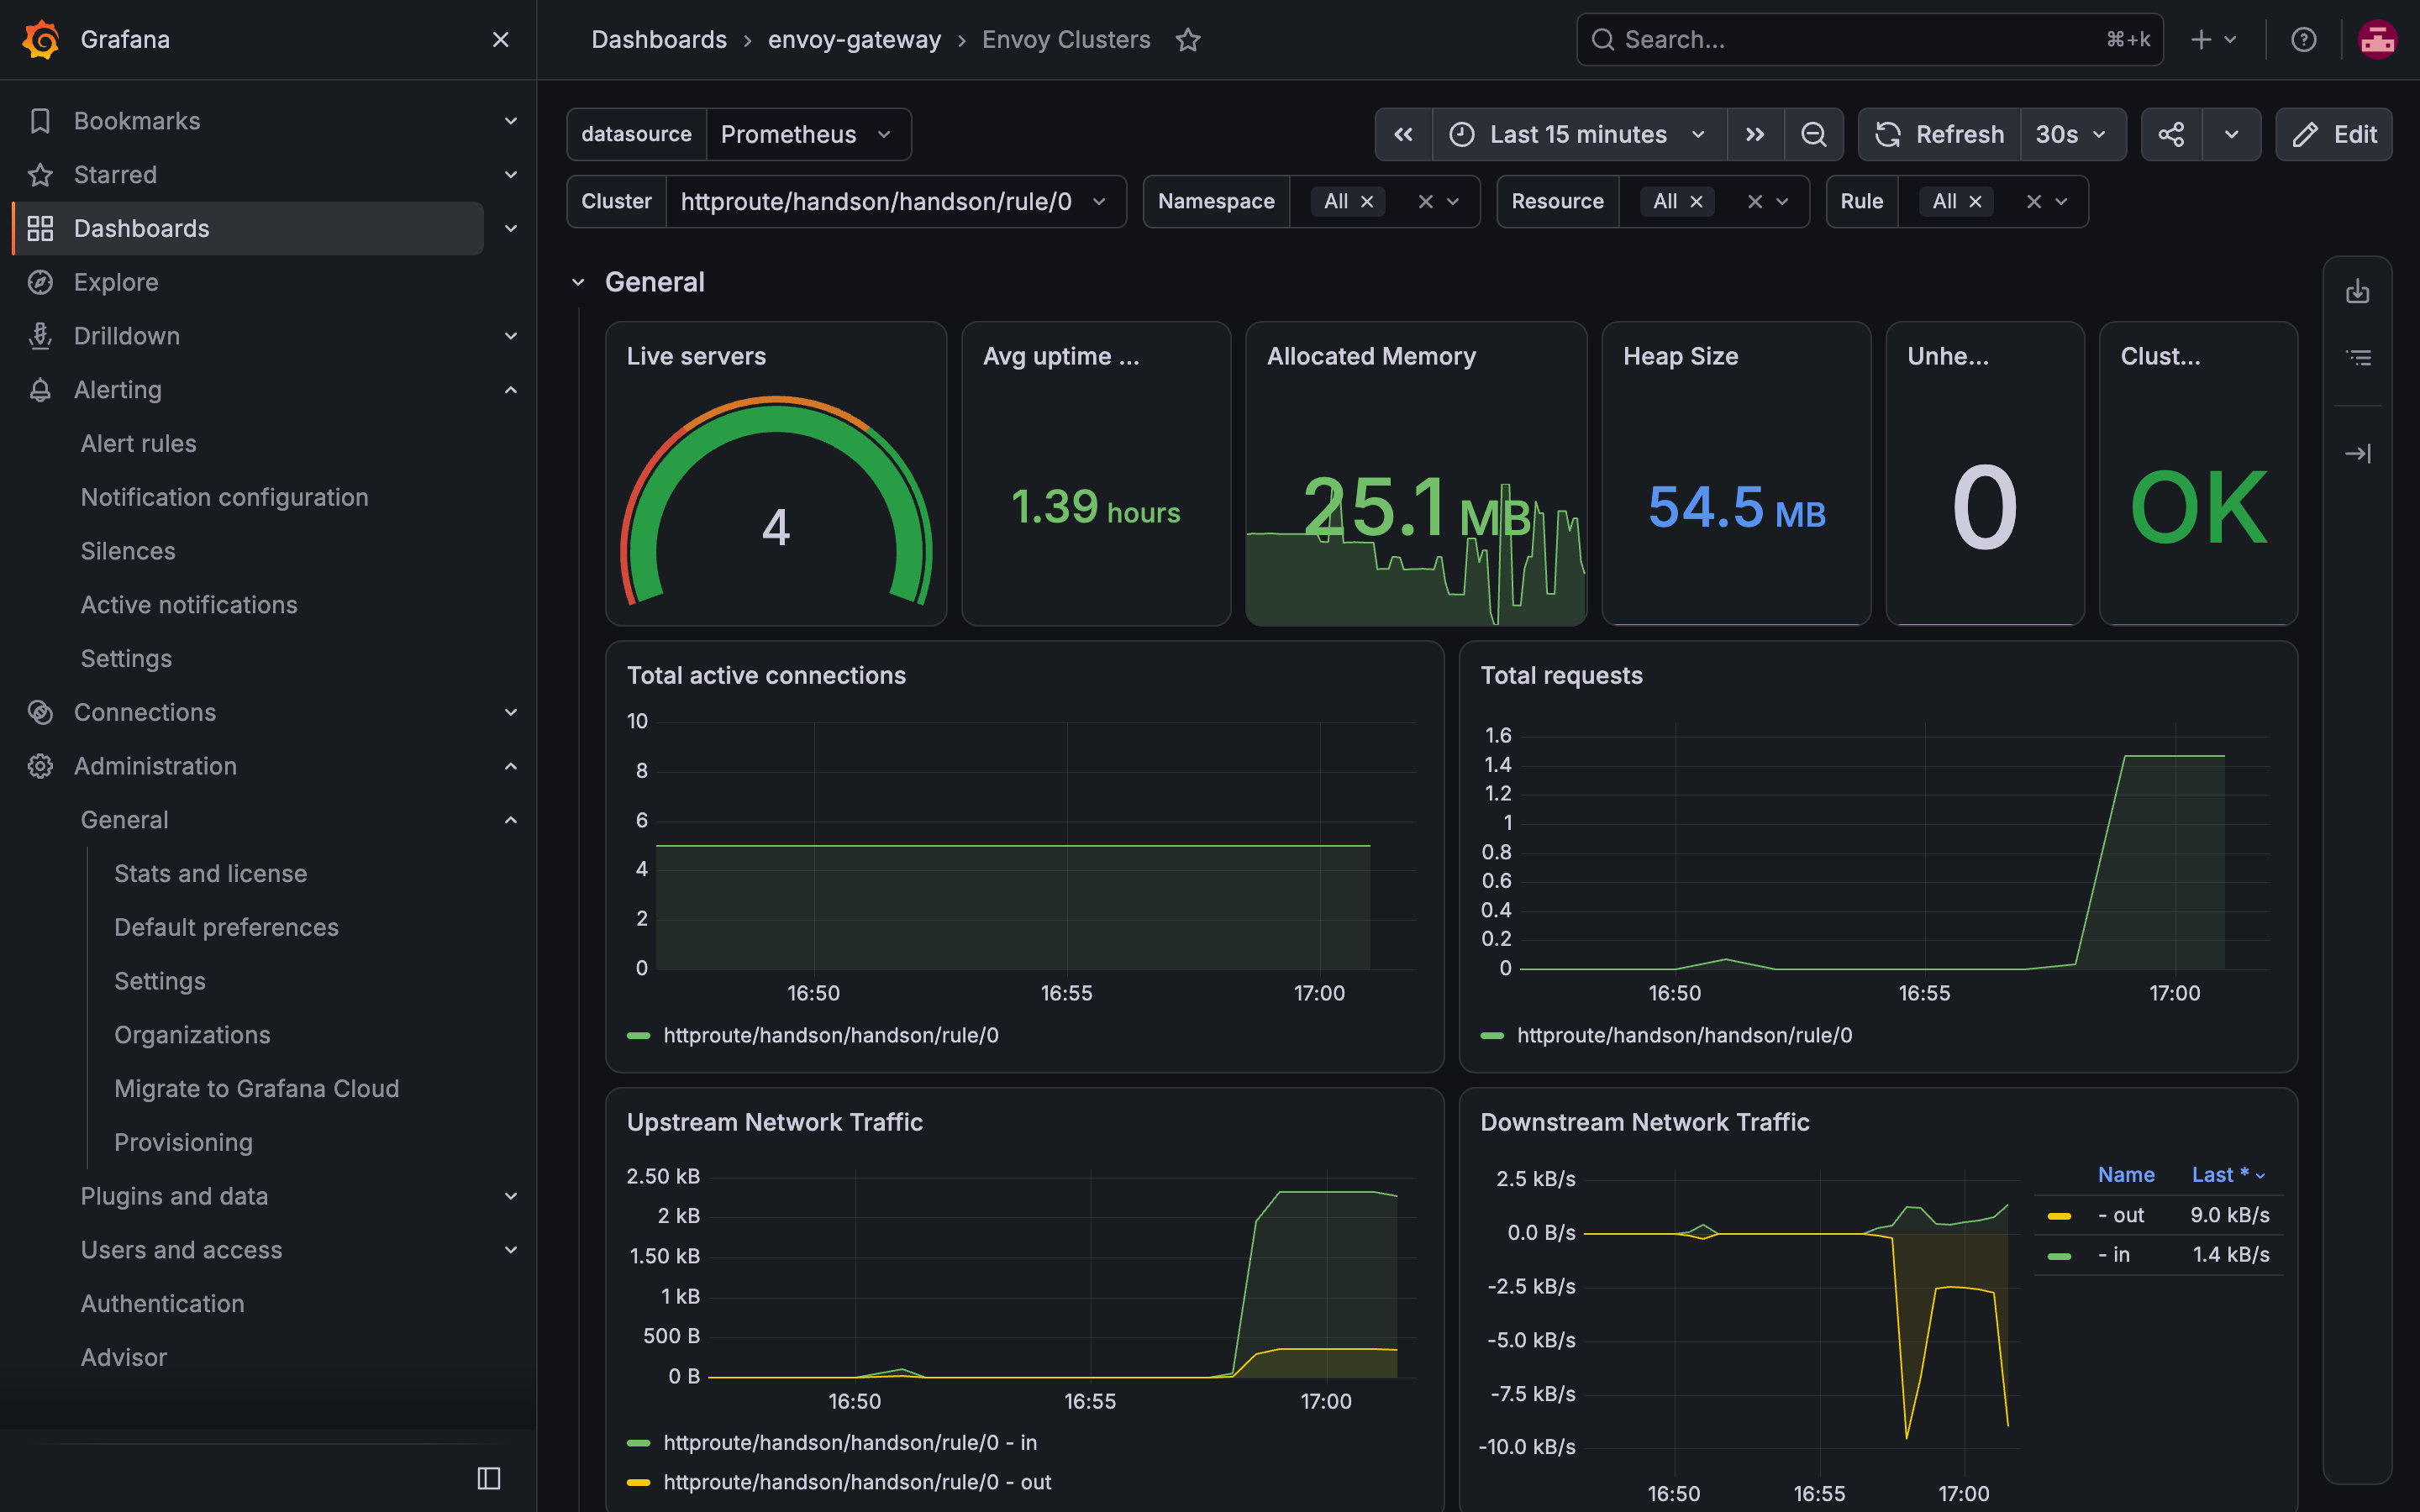 Grafana
Dashboards › envoy-gateway › Envoy Clusters
Search...
⌘+k
Bookmarks
Starred
Dashboards
Explore
Drilldown
Alerting
Alert rules
Notification configuration
Silences
Active notifications
Settings
Connections
Administration
General
Stats and license
Default preferences
Settings
Organizations
Migrate to Grafana Cloud
Provisioning
Plugins and data
Users and access
Authentication
Advisor
datasource Prometheus
Last 15 minutes
Refresh 30s
Edit
Cluster httproute/handson/handson/rule/0
Namespace All
Resource All
Rule All
General
Live servers
4
Avg uptime ...
1.39 hours
Allocated Memory
25.1 MB
Heap Size
54.5 MB
Unhe...
0
Clust...
OK
Total active connections
10
8
6
4
2
0
16:50 16:55 17:00
httproute/handson/handson/rule/0
Total requests
1.6
1.4
1.2
1
0.8
0.6
0.4
0.2
0
16:50 16:55 17:00
httproute/handson/handson/rule/0
Upstream Network Traffic
2.50 kB
2 kB
1.50 kB
1 kB
500 B
0 B
16:50 16:55 17:00
httproute/handson/handson/rule/0 - in
httproute/handson/handson/rule/0 - out
Downstream Network Traffic
2.5 kB/s
0.0 B/s
-2.5 kB/s
-5.0 kB/s
-7.5 kB/s
-10.0 kB/s
16:50 16:55 17:00
Name Last *
- out 9.0 kB/s
- in 1.4 kB/s